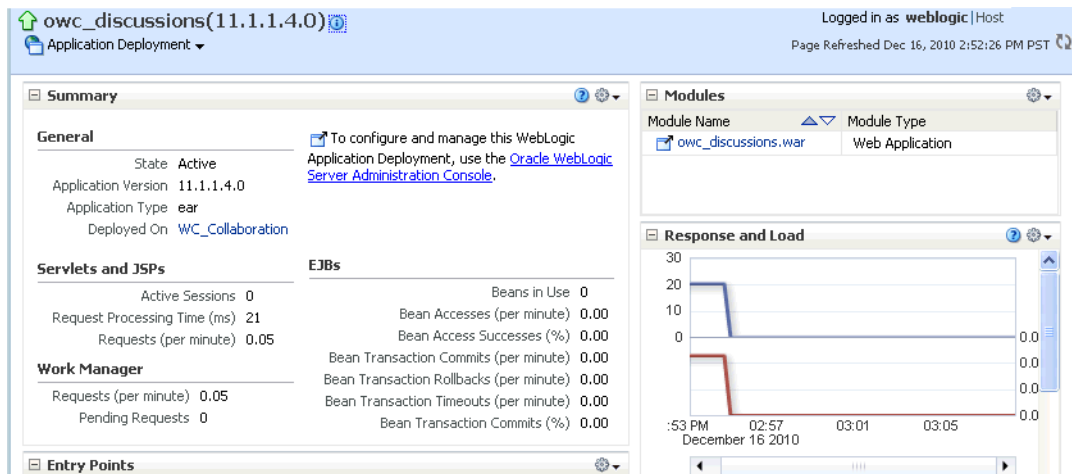 owc_discussions(11.1.1.4.0)
Logged in as weblogic|Host
Application Deployment
Page Refreshed Dec 16, 2010 2:52:26 PM PST
Summary
General
State Active
Application Version 11.1.1.4.0
Application Type ear
Deployed On WC_Collaboration
To configure and manage this WebLogic
Application Deployment, use the Oracle WebLogic
Server Administration Console.
Servlets and JSPs
Active Sessions 0
Request Processing Time (ms) 21
Requests (per minute) 0.05
Work Manager
Requests (per minute) 0.05
Pending Requests 0
EJBs
Beans in Use 0
Bean Accesses (per minute) 0.00
Bean Access Successes (%) 0.00
Bean Transaction Commits (per minute) 0.00
Bean Transaction Rollbacks (per minute) 0.00
Bean Transaction Timeouts (per minute) 0.00
Bean Transaction Commits (%) 0.00
Entry Points
Modules
Module Name Module Type
owc_discussions.war Web Application
Response and Load
30
20
10
0
0.0
0.0
0.0
0.0
:53 PM 02:57 03:01 03:05
December 16 2010